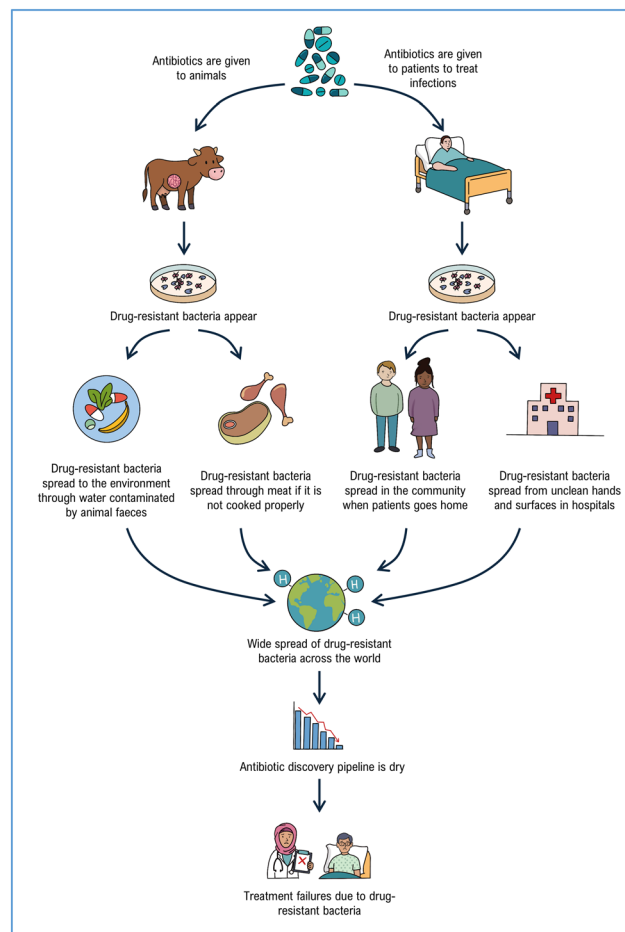 Antibiotics are given
to animals
Antibiotics are given
to patients to treat
infections
Drug-resistant bacteria appear
Drug-resistant bacteria appear
Drug-resistant bacteria
spread to the environment
through water contaminated
by animal faeces
Drug-resistant bacteria
spread through meat if it is
not cooked properly
Drug-resistant bacteria
spread in the community
when patients goes home
Drug-resistant bacteria
spread from unclean hands
and surfaces in hospitals
H
H
H
Wide spread of drug-resistant
bacteria across the world
Antibiotic discovery pipeline is dry
Treatment failures due to drug-
resistant bacteria